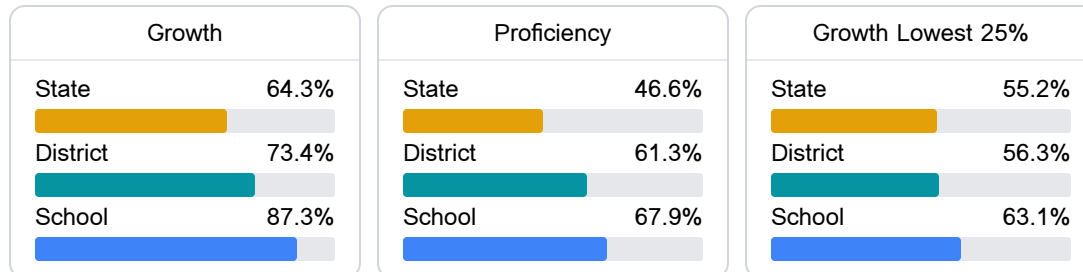 Growth
State 64.3%
District 73.4%
School 87.3%
Proficiency
State 46.6%
District 61.3%
School 67.9%
Growth Lowest 25%
State 55.2%
District 56.3%
School 63.1%